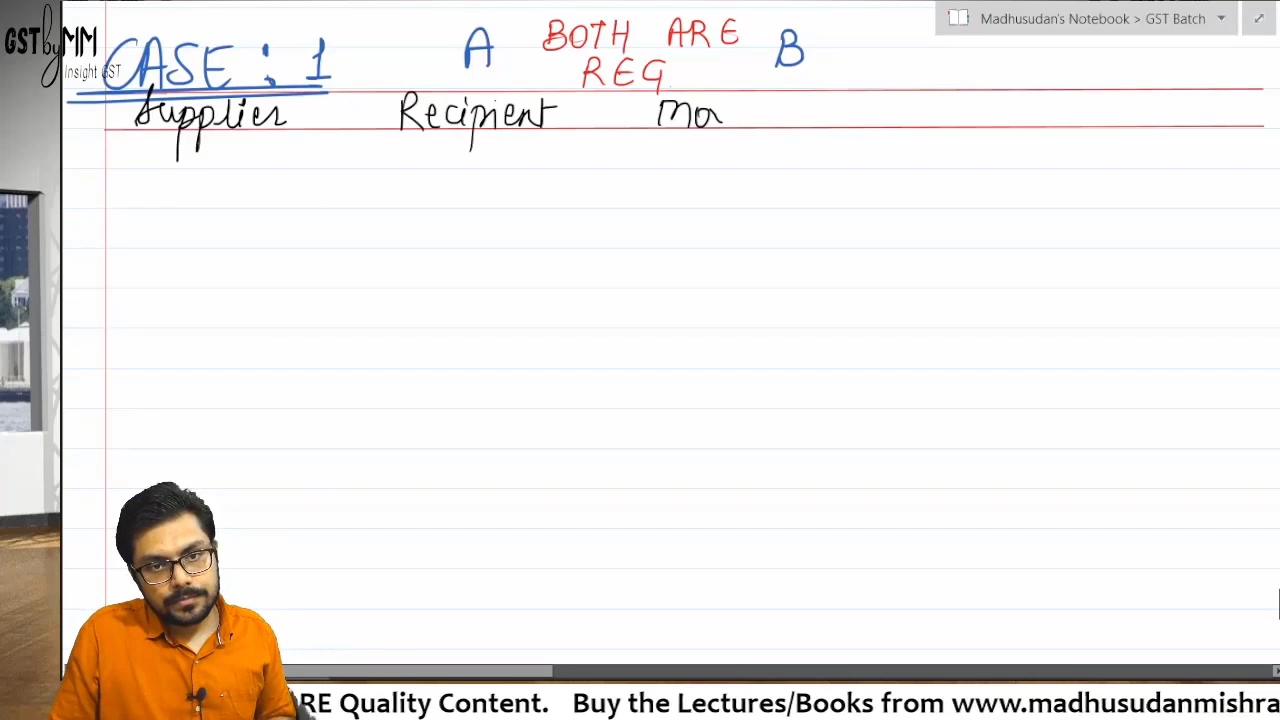 GST by MM
Insight GST
Madhusudan's Notebook > GST Batch
CASE : 1 A BOTH ARE REG B
Supplier Recipient Mo
RE Quality Content. Buy the Lectures/Books from www.madhusudanmishra